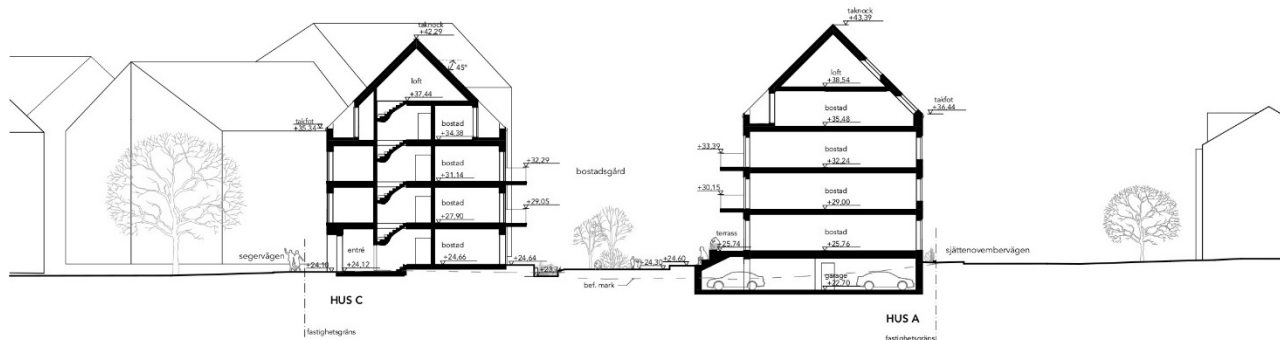 taknock
+42,29
45°
loft
+37,44
takfot
+35,34
bostad
+34,38
bostad
+31,14
+32,29
+29,05
bostad
+27,90
entré
+24,12
bostad
+24,66
+24,64
segervägen
+24,10
HUS C
fastighetsgräns
bostadsgård
+24,30
+24,60
bef. mark
taknock
+43,39
loft
+38,54
takfot
+36,44
bostad
+35,48
+33,39
bostad
+32,24
+30,15
bostad
+29,00
terrass
+25,74
bostad
+25,76
garage
+22,70
sjättenovembervägen
HUS A
fastighetsgräns